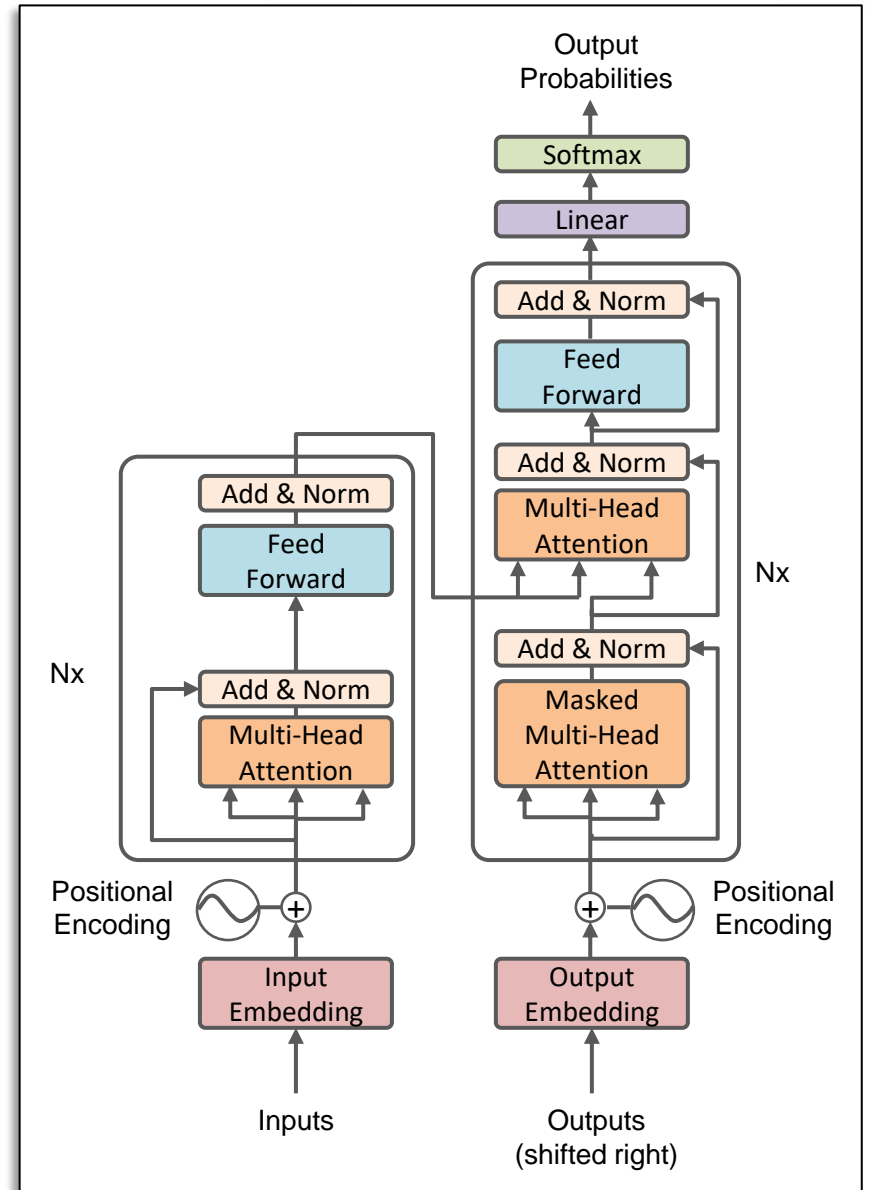 Output
Probabilities
Softmax
Linear
Add & Norm
Feed
Forward
Add & Norm
Multi-Head
Attention
Nx
Add & Norm
Masked
Multi-Head
Attention
Positional
Encoding
Output
Embedding
Outputs
(shifted right)
Add & Norm
Feed
Forward
Nx
Add & Norm
Multi-Head
Attention
Positional
Encoding
Input
Embedding
Inputs